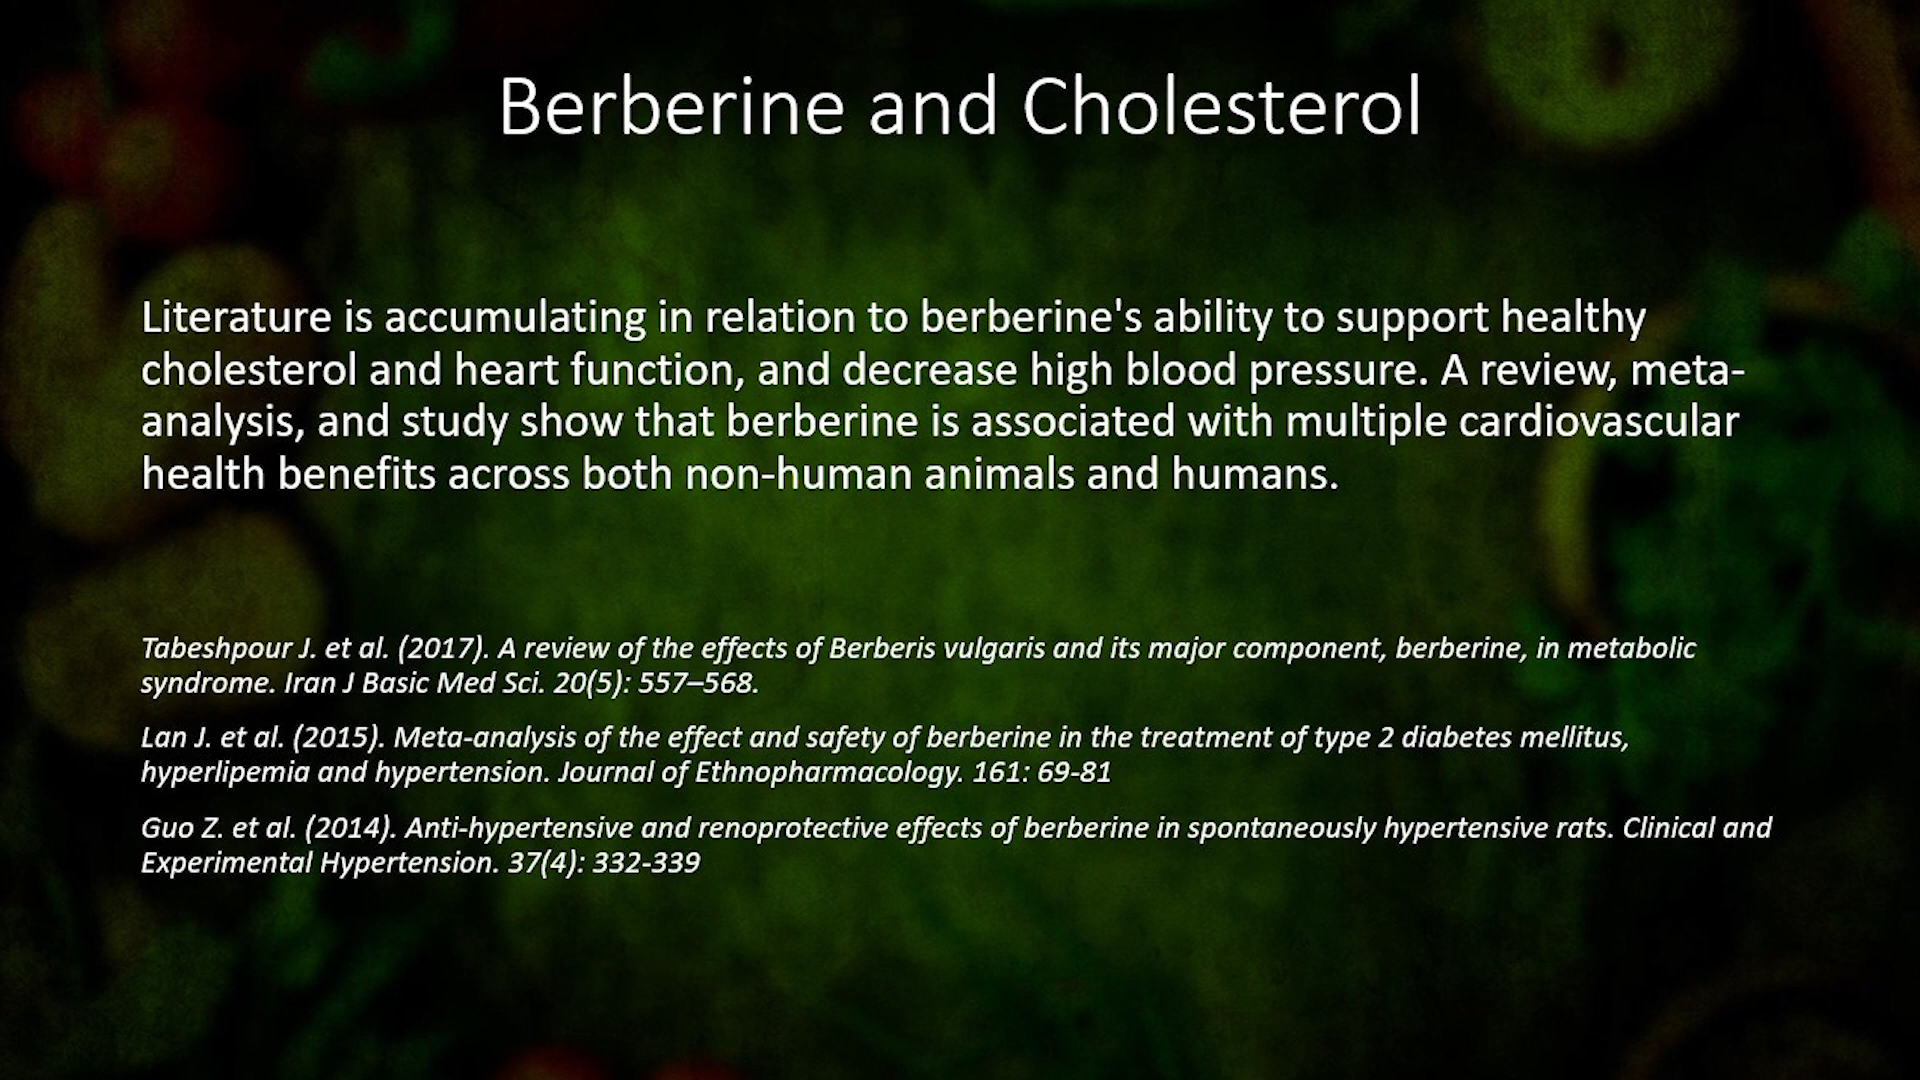 Berberine and Cholesterol
Literature is accumulating in relation to berberine's ability to support healthy
cholesterol and heart function, and decrease high blood pressure. A review, meta-
analysis, and study show that berberine is associated with multiple cardiovascular
health benefits across both non-human animals and humans.
Tabeshpour J. et al. (2017). A review of the effects of Berberis vulgaris and its major component, berberine, in metabolic
syndrome. Iran J Basic Med Sci. 20(5): 557–568.
Lan J. et al. (2015). Meta-analysis of the effect and safety of berberine in the treatment of type 2 diabetes mellitus,
hyperlipemia and hypertension. Journal of Ethnopharmacology. 161: 69-81
Guo Z. et al. (2014). Anti-hypertensive and renoprotective effects of berberine in spontaneously hypertensive rats. Clinical and
Experimental Hypertension. 37(4): 332-339